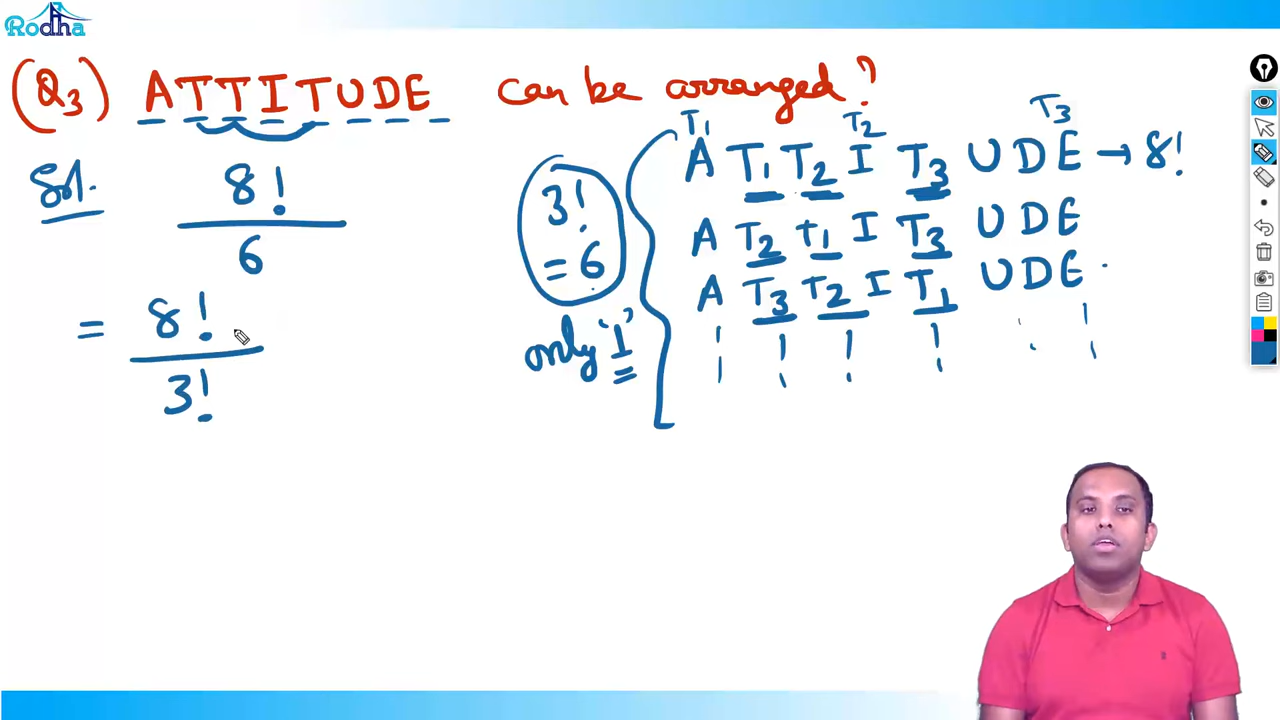 Rodha
(Q3) ATTITUDE can be arranged?
Sol.
8!
6
= 8!
3!
3!
= 6
only '1'
T1 T2 T3
A T1 T2 I T3 U D E → 8!
A T2 t1 I T3 U D E
A T3 T2 I T1 U D E